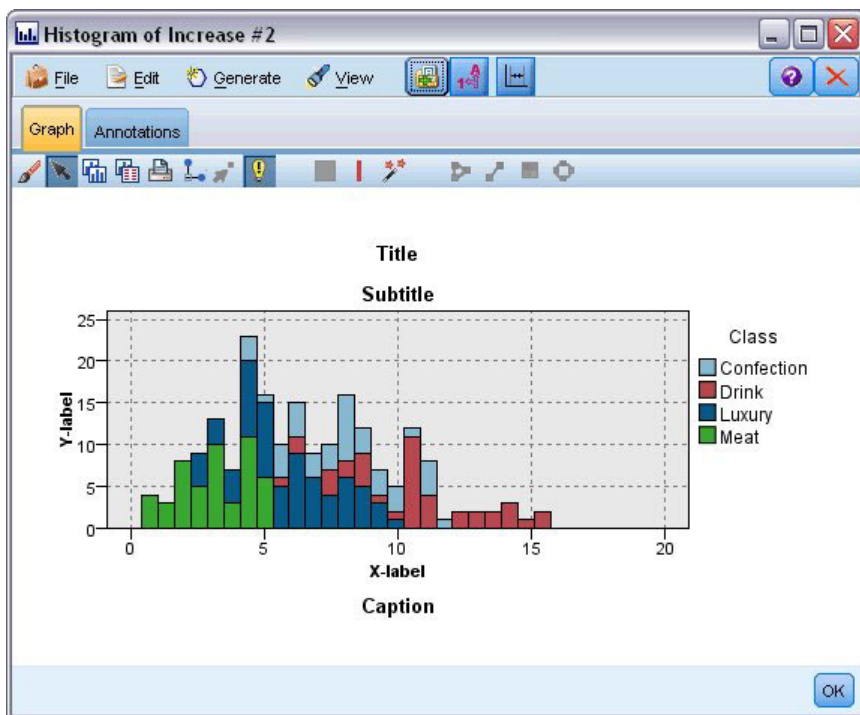 Histogram of Increase #2
File Edit Generate View
Graph Annotations
Title
Subtitle
25
20
15
10
5
0
Y-label
0 5 10 15 20
X-label
Caption
Class
Confection
Drink
Luxury
Meat
OK